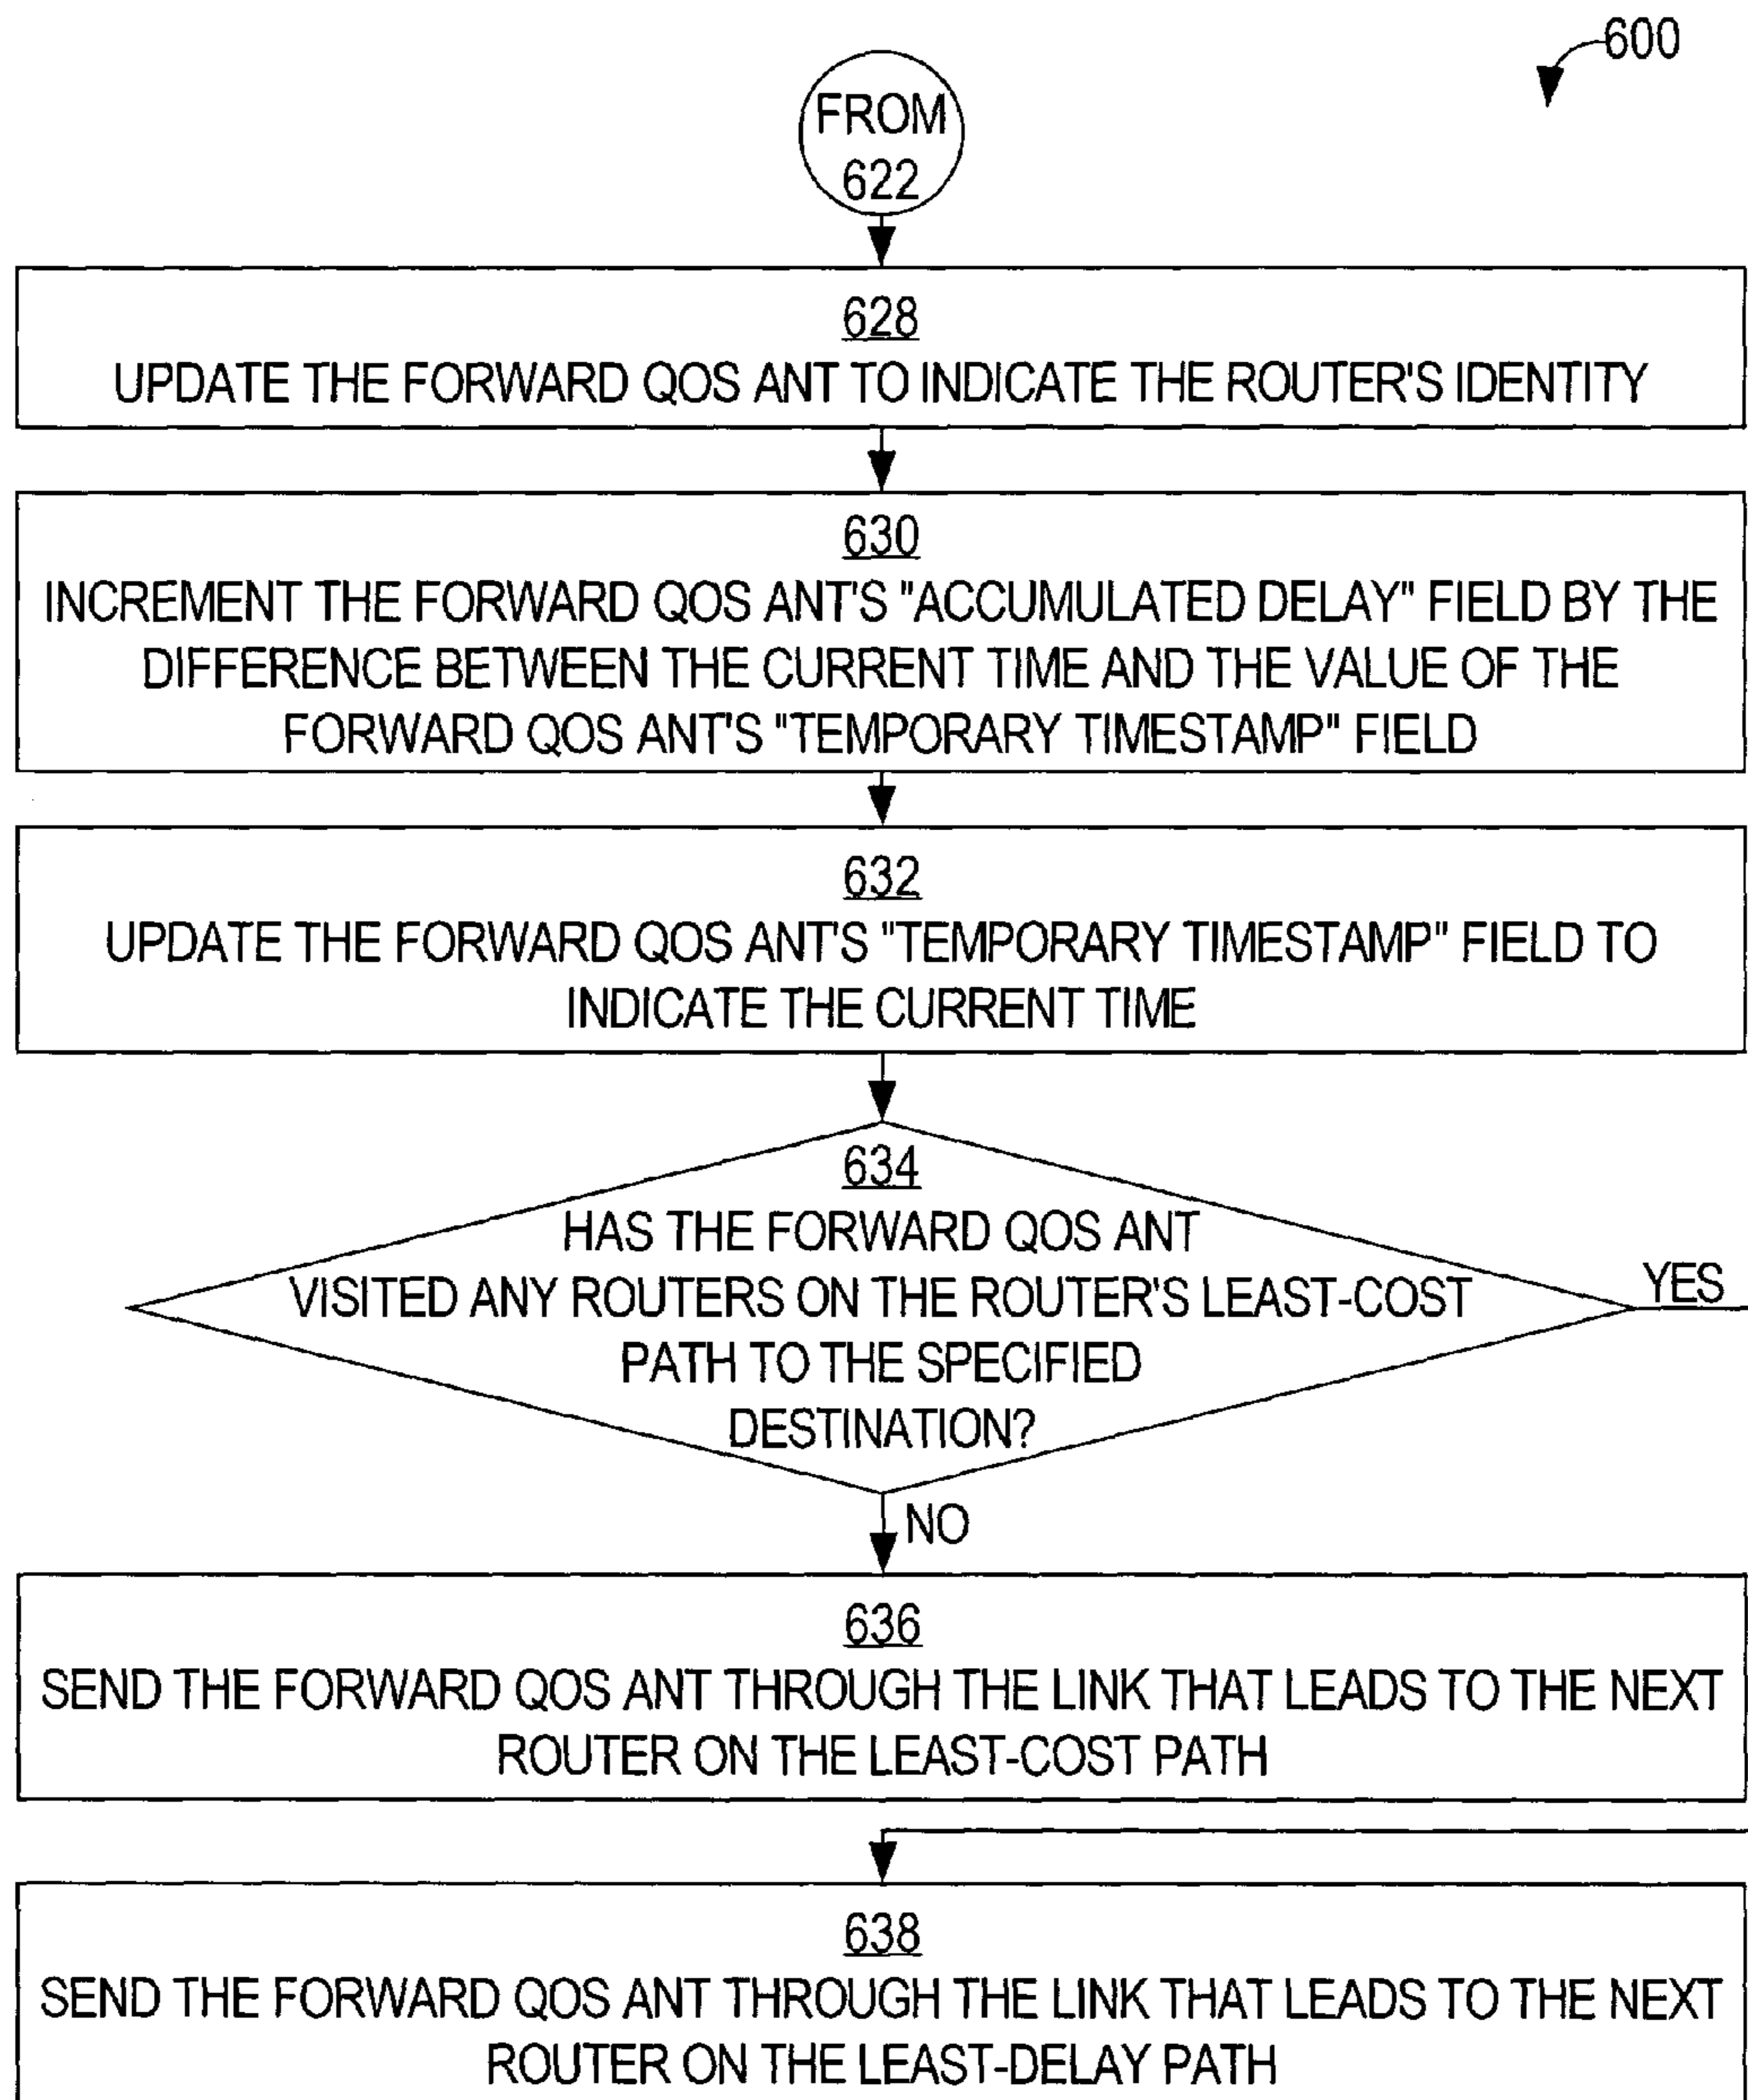 600
FROM
622
628
UPDATE THE FORWARD QOS ANT TO INDICATE THE ROUTER'S IDENTITY
630
INCREMENT THE FORWARD QOS ANT'S "ACCUMULATED DELAY" FIELD BY THE
DIFFERENCE BETWEEN THE CURRENT TIME AND THE VALUE OF THE
FORWARD QOS ANT'S "TEMPORARY TIMESTAMP" FIELD
632
UPDATE THE FORWARD QOS ANT'S "TEMPORARY TIMESTAMP" FIELD TO
INDICATE THE CURRENT TIME
634
HAS THE FORWARD QOS ANT
VISITED ANY ROUTERS ON THE ROUTER'S LEAST-COST
PATH TO THE SPECIFIED
DESTINATION?
YES
NO
636
SEND THE FORWARD QOS ANT THROUGH THE LINK THAT LEADS TO THE NEXT
ROUTER ON THE LEAST-COST PATH
638
SEND THE FORWARD QOS ANT THROUGH THE LINK THAT LEADS TO THE NEXT
ROUTER ON THE LEAST-DELAY PATH